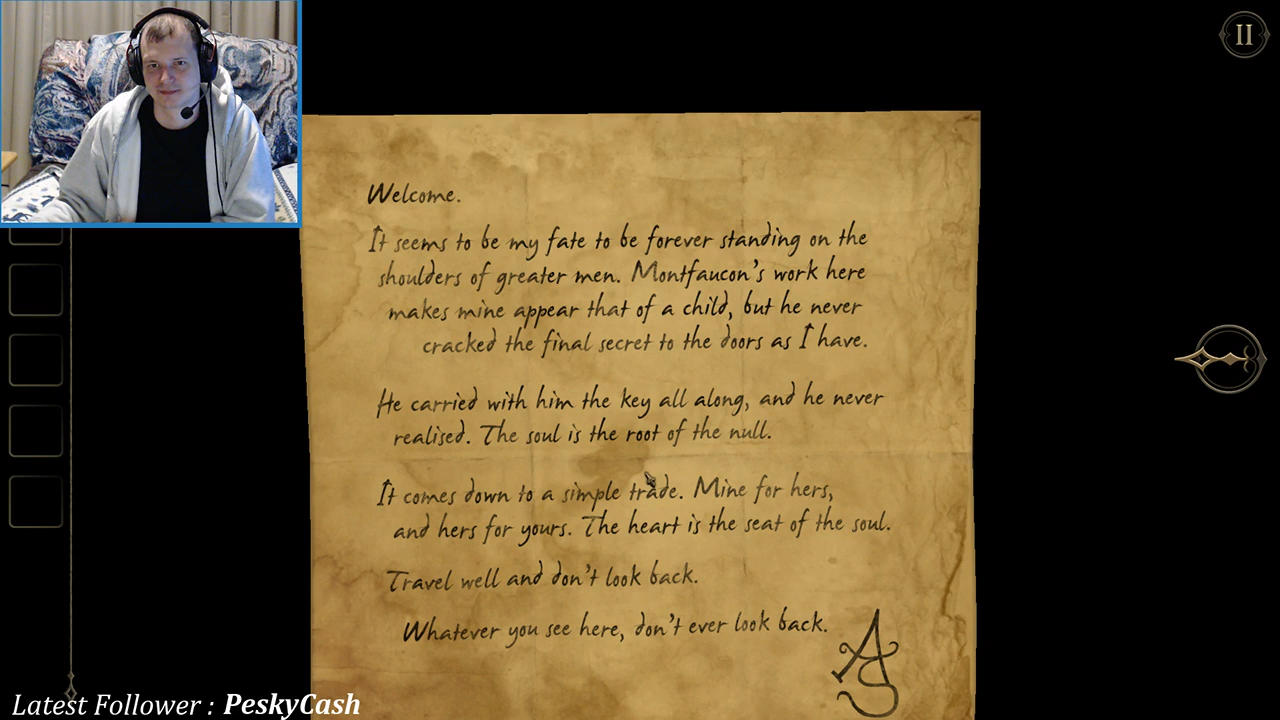 II
Welcome.
It seems to be my fate to be forever standing on the
shoulders of greater men. Montfaucon's work here
makes mine appear that of a child, but he never
cracked the final secret to the doors as I have.
He carried with him the key all along, and he never
realised. The soul is the root of the null.
It comes down to a simple trade. Mine for hers,
and hers for yours. The heart is the seat of the soul.
Travel well and don't look back.
Whatever you see here, don't ever look back.
AS
Latest Follower : PeskyCash